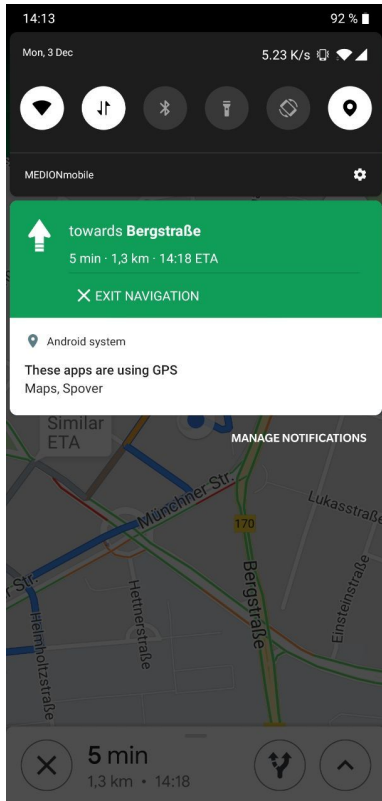 14:13
92 %
Mon, 3 Dec
5.23 K/s
MEDIONmobile
towards Bergstraße
5 min · 1,3 km · 14:18 ETA
EXIT NAVIGATION
Android system
These apps are using GPS
Maps, Spover
MANAGE NOTIFICATIONS
Similar
ETA
Münchner Str.
Lukasstraße
170
Str.
Bergstraße
Hettnerstraße
Einsteinstraße
Helmholtzstraße
5 min
1,3 km • 14:18